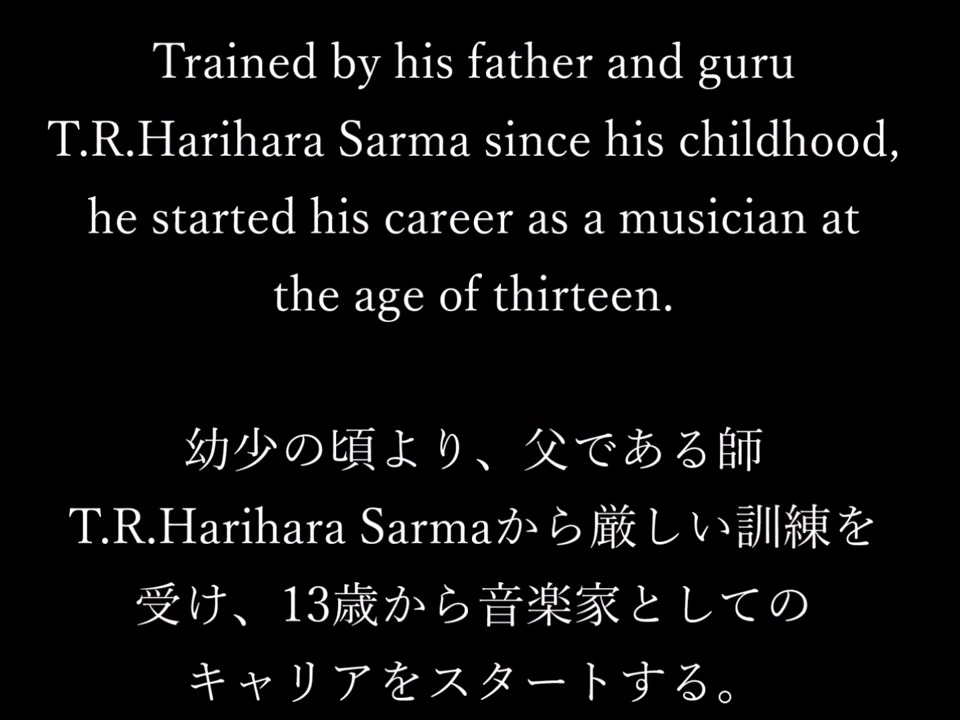 Trained by his father and guru
T.R.Harihara Sarma since his childhood,
he started his career as a musician at
the age of thirteen.
幼少の頃より、父である師
T.R.Harihara Sarmaから厳しい訓練を
受け、13歳から音楽家としての
キャリアをスタートする。